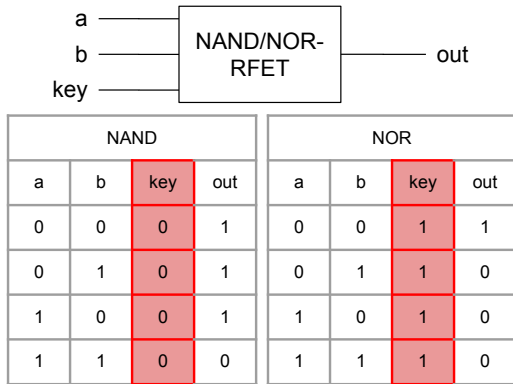 a
b
key
NAND/NOR-
RFET
out
NAND
a b key out
0 0 0 1
0 1 0 1
1 0 0 1
1 1 0 0
NOR
a b key out
0 0 1 1
0 1 1 0
1 0 1 0
1 1 1 0